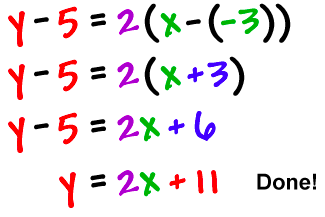 y - 5 = 2(x - (-3))
y - 5 = 2(x + 3)
y - 5 = 2x + 6
y = 2x + 11 Done!